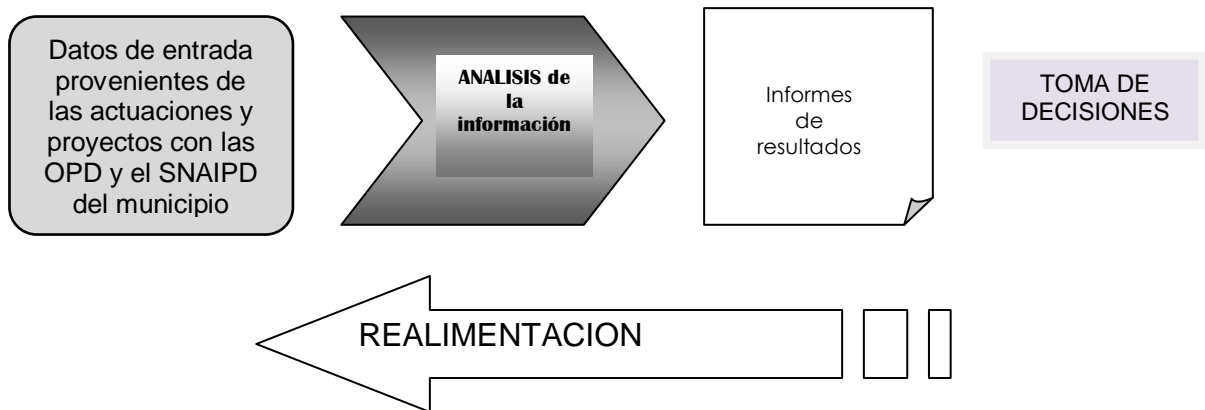 Datos de entrada
provenientes de
las actuaciones y
proyectos con las
OPD y el SNAIPD
del municipio
ANALISIS de
la
información
Informes
de
resultados
TOMA DE
DECISIONES
REALIMENTACION